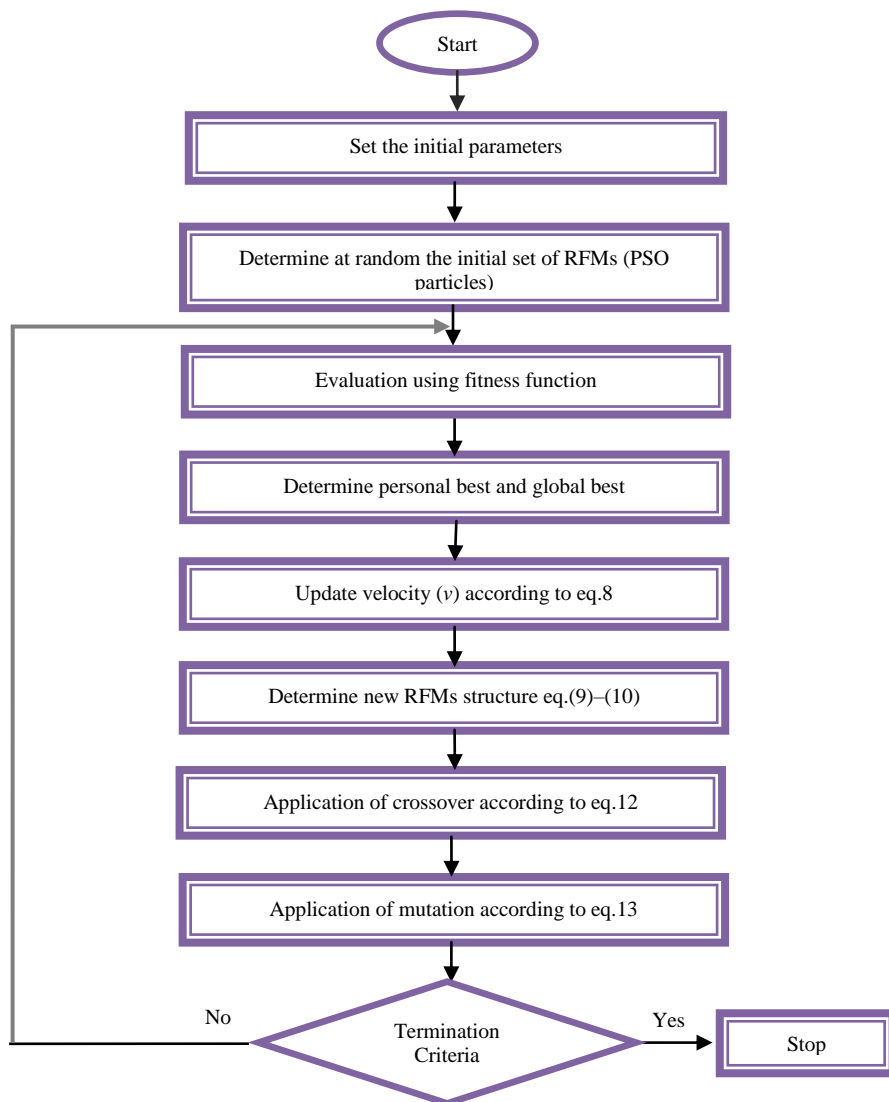 Start
Set the initial parameters
Determine at random the initial set of RFMs (PSO
particles)
Evaluation using fitness function
Determine personal best and global best
Update velocity (v) according to eq.8
Determine new RFMs structure eq.(9)–(10)
Application of crossover according to eq.12
Application of mutation according to eq.13
No
Termination
Criteria
Yes
Stop